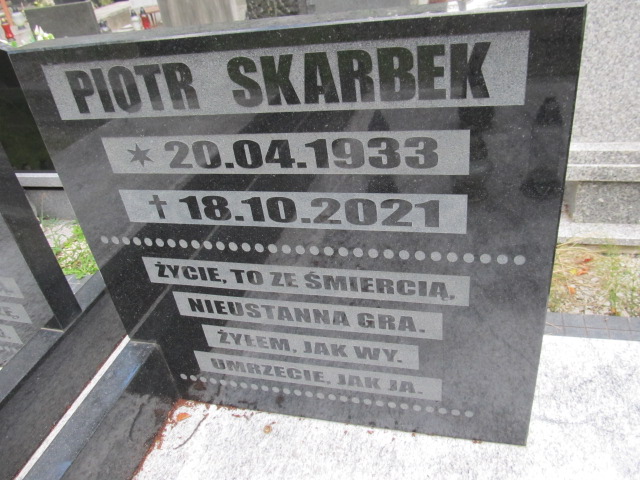 PIOTR SKARBEK
✶ 20.04.1933
✝ 18.10.2021
ŻYCIE, TO ZE ŚMIERCIĄ,
NIEUSTANNA GRA.
ŻYŁEM, JAK WY.
UMRZECIE, JAK JA.